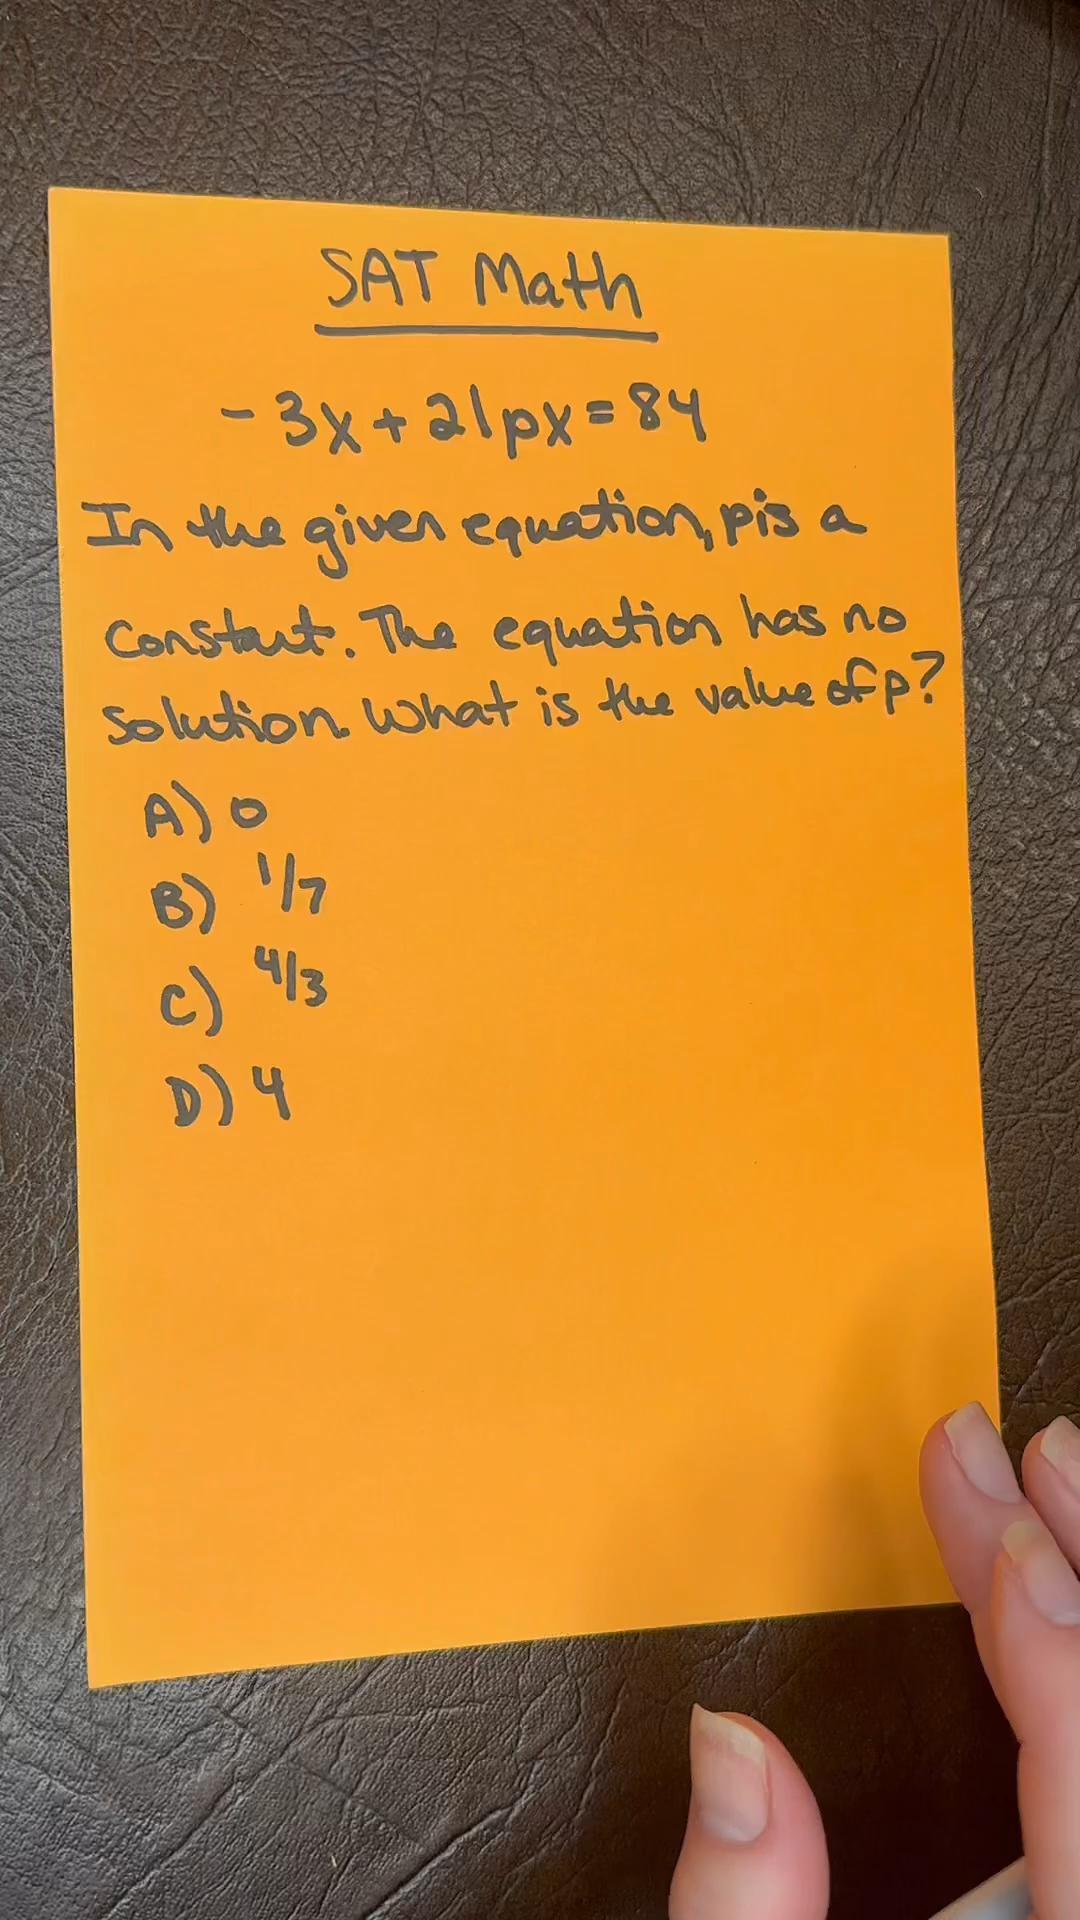 SAT Math
-3x+21px=84
In the given equation, p is a
constant. The equation has no
solution. What is the value of p?
A) 0
B) 1/7
C) 4/3
D) 4